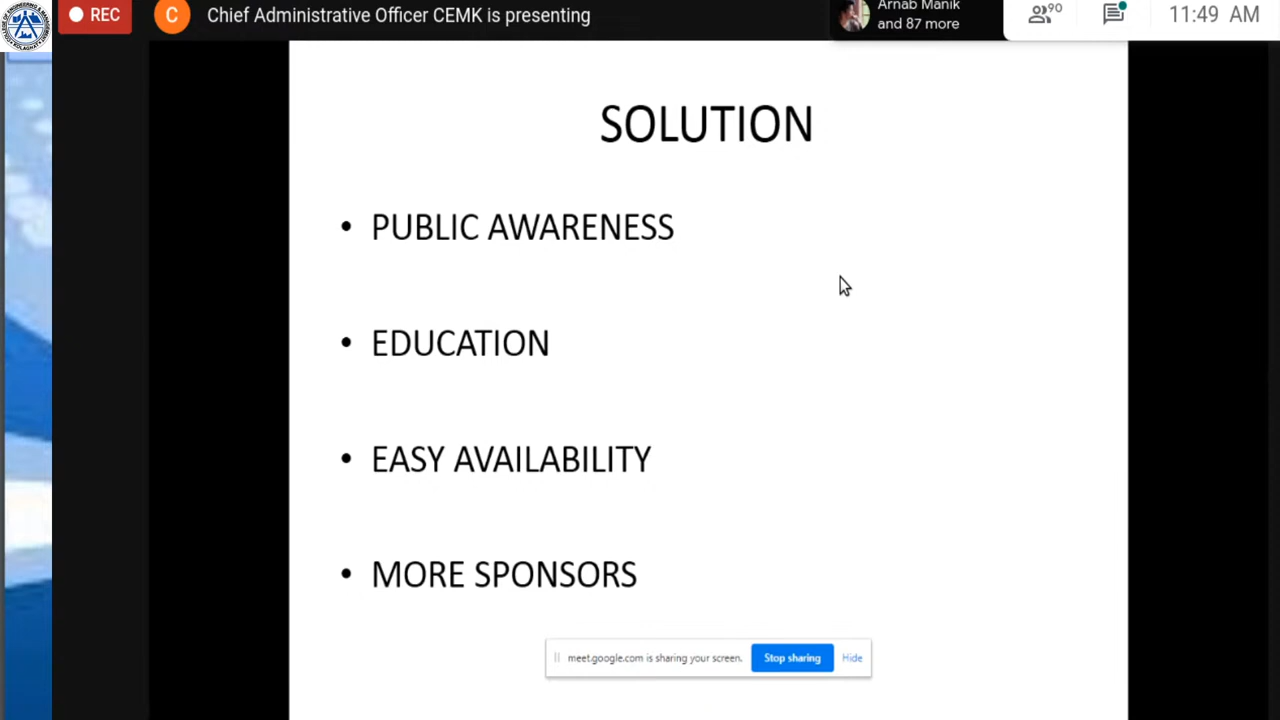 REC
C
Chief Administrative Officer CEMK is presenting
Arnab Manik
and 87 more
90
11:49 AM
SOLUTION
• PUBLIC AWARENESS
• EDUCATION
• EASY AVAILABILITY
• MORE SPONSORS
meet.google.com is sharing your screen.
Stop sharing
Hide